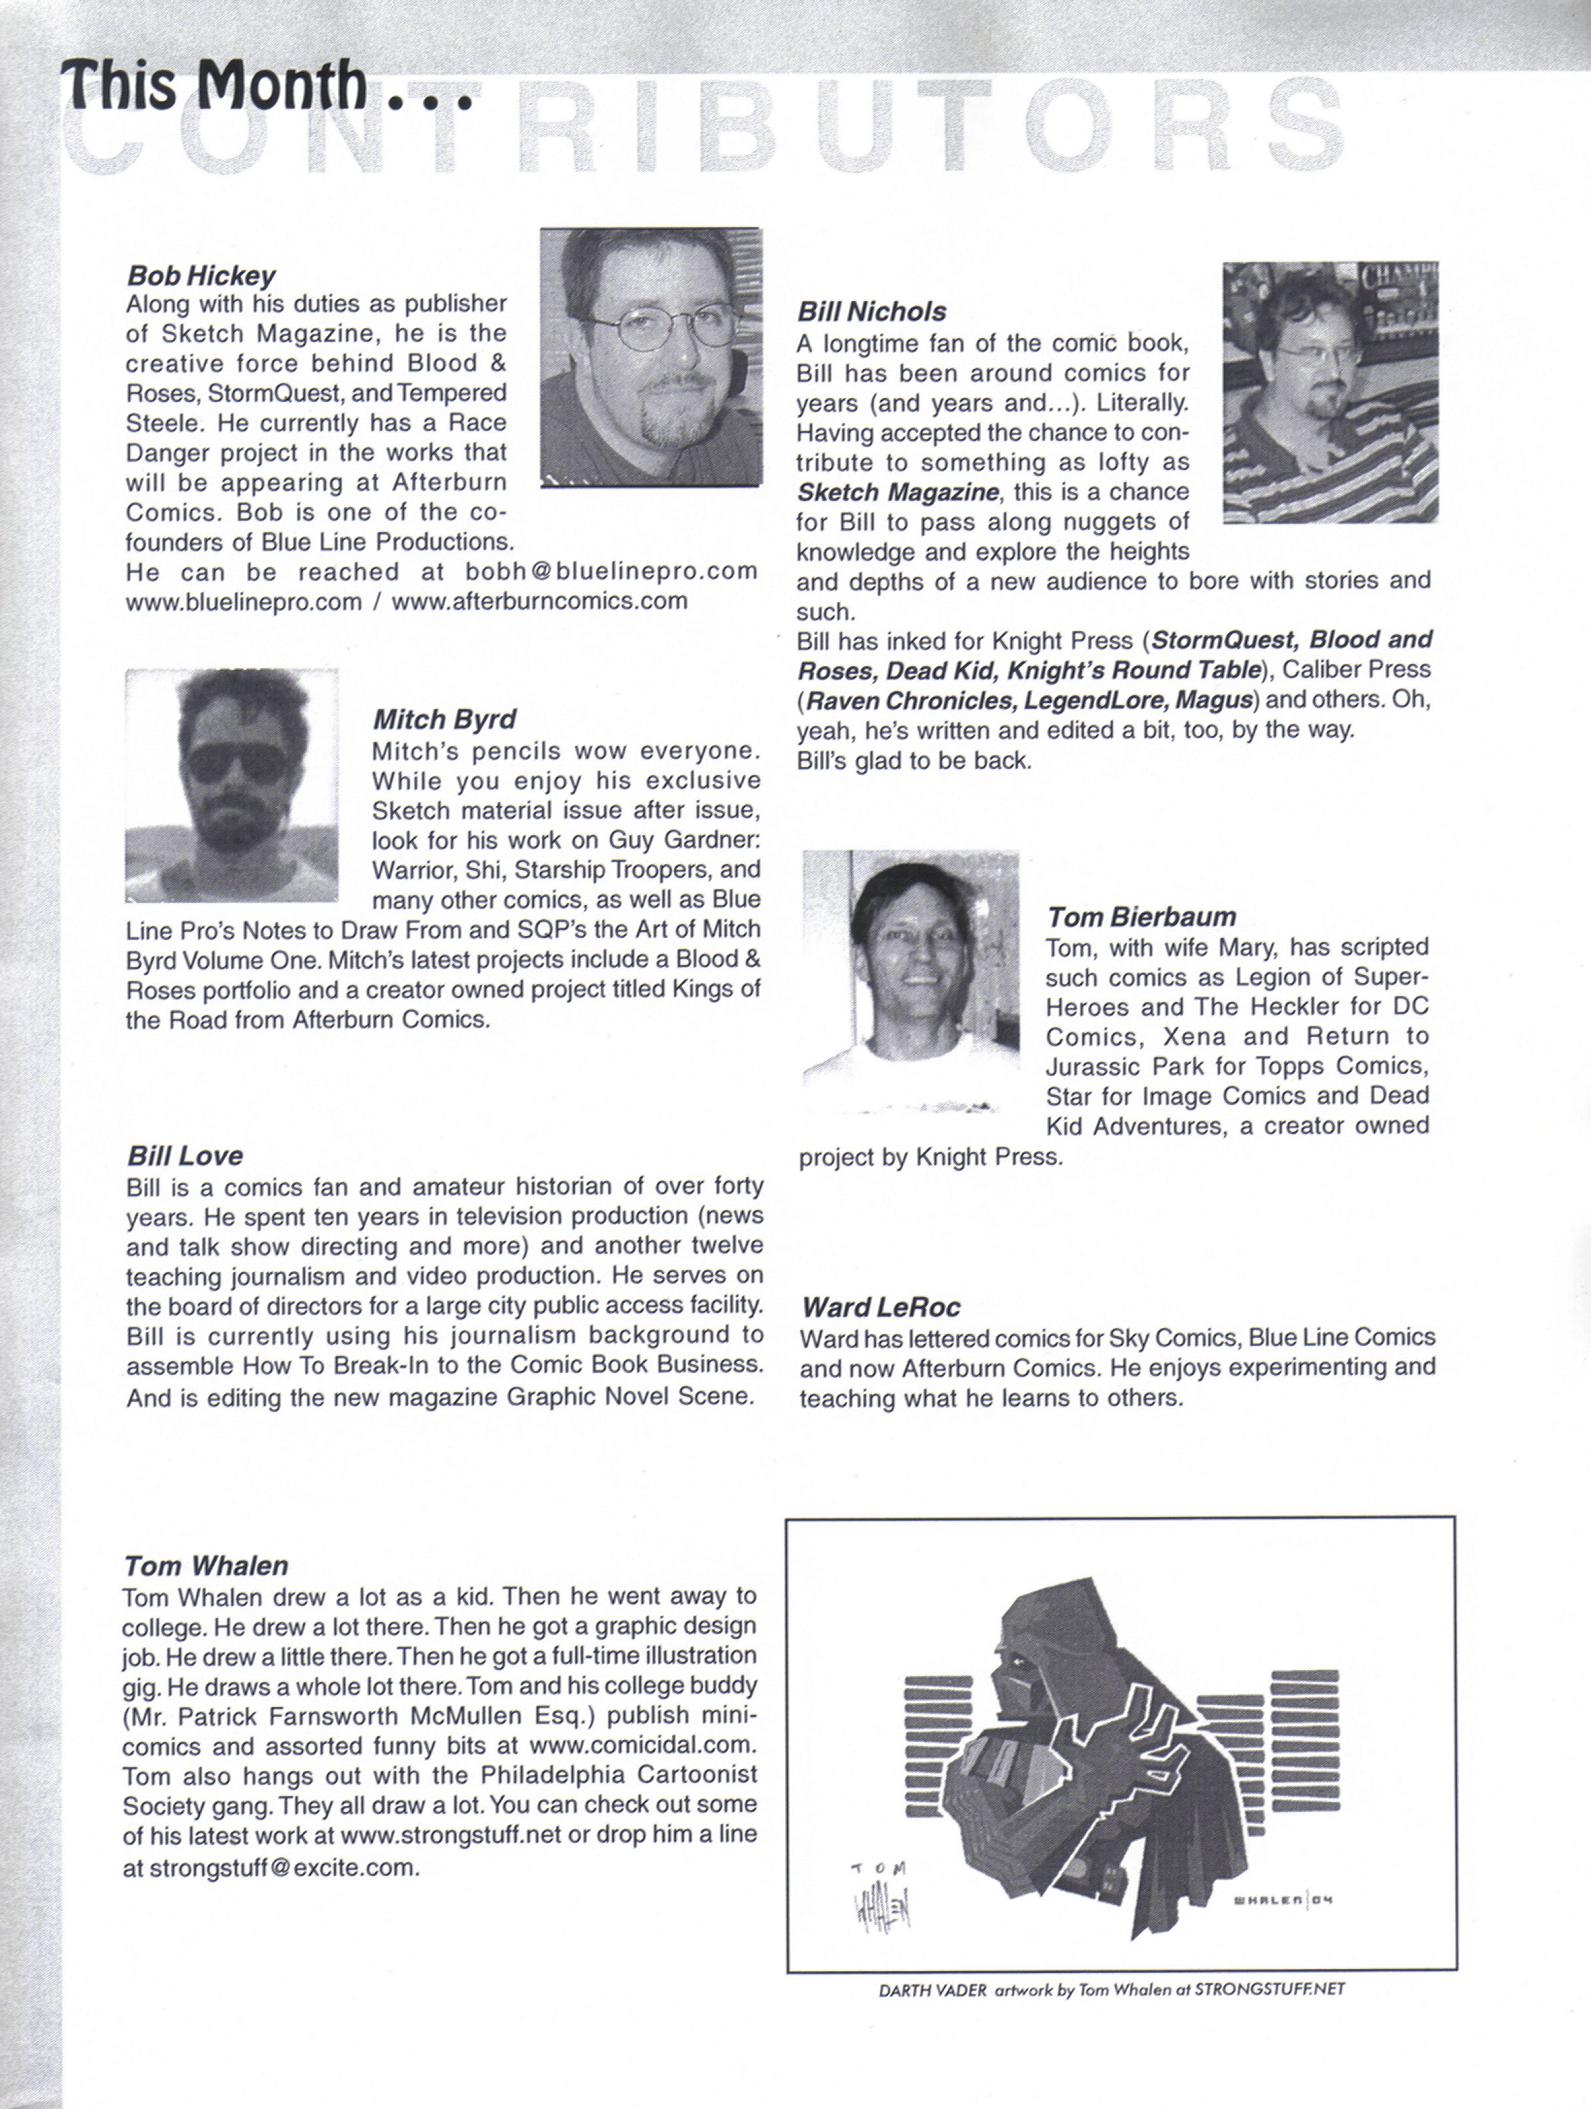 This Month . . .
CONTRIBUTORS
Bob Hickey
Along with his duties as publisher
of Sketch Magazine, he is the
creative force behind Blood &
Roses, StormQuest, and Tempered
Steele. He currently has a Race
Danger project in the works that
will be appearing at Afterburn
Comics. Bob is one of the co-
founders of Blue Line Productions.
He can be reached at bobh@bluelinepro.com
www.bluelinepro.com / www.afterburncomics.com
Mitch Byrd
Mitch's pencils wow everyone.
While you enjoy his exclusive
Sketch material issue after issue,
look for his work on Guy Gardner:
Warrior, Shi, Starship Troopers, and
many other comics, as well as Blue
Line Pro's Notes to Draw From and SQP's the Art of Mitch
Byrd Volume One. Mitch's latest projects include a Blood &
Roses portfolio and a creator owned project titled Kings of
the Road from Afterburn Comics.
Bill Love
Bill is a comics fan and amateur historian of over forty
years. He spent ten years in television production (news
and talk show directing and more) and another twelve
teaching journalism and video production. He serves on
the board of directors for a large city public access facility.
Bill is currently using his journalism background to
assemble How To Break-In to the Comic Book Business.
And is editing the new magazine Graphic Novel Scene.
Tom Whalen
Tom Whalen drew a lot as a kid. Then he went away to
college. He drew a lot there. Then he got a graphic design
job. He drew a little there. Then he got a full-time illustration
gig. He draws a whole lot there. Tom and his college buddy
(Mr. Patrick Farnsworth McMullen Esq.) publish mini-
comics and assorted funny bits at www.comicidal.com.
Tom also hangs out with the Philadelphia Cartoonist
Society gang. They all draw a lot. You can check out some
of his latest work at www.strongstuff.net or drop him a line
at strongstuff@excite.com.
CHAMP
Bill Nichols
A longtime fan of the comic book,
Bill has been around comics for
years (and years and...). Literally.
Having accepted the chance to con-
tribute to something as lofty as
Sketch Magazine, this is a chance
for Bill to pass along nuggets of
knowledge and explore the heights
and depths of a new audience to bore with stories and
such.
Bill has inked for Knight Press (StormQuest, Blood and
Roses, Dead Kid, Knight's Round Table), Caliber Press
(Raven Chronicles, LegendLore, Magus) and others. Oh,
yeah, he's written and edited a bit, too, by the way.
Bill's glad to be back.
Tom Bierbaum
Tom, with wife Mary, has scripted
such comics as Legion of Super-
Heroes and The Heckler for DC
Comics, Xena and Return to
Jurassic Park for Topps Comics,
Star for Image Comics and Dead
Kid Adventures, a creator owned
project by Knight Press.
Ward LeRoc
Ward has lettered comics for Sky Comics, Blue Line Comics
and now Afterburn Comics. He enjoys experimenting and
teaching what he learns to others.
TOM
WHALEN
WHALEN|04
DARTH VADER artwork by Tom Whalen at STRONGSTUFF.NET